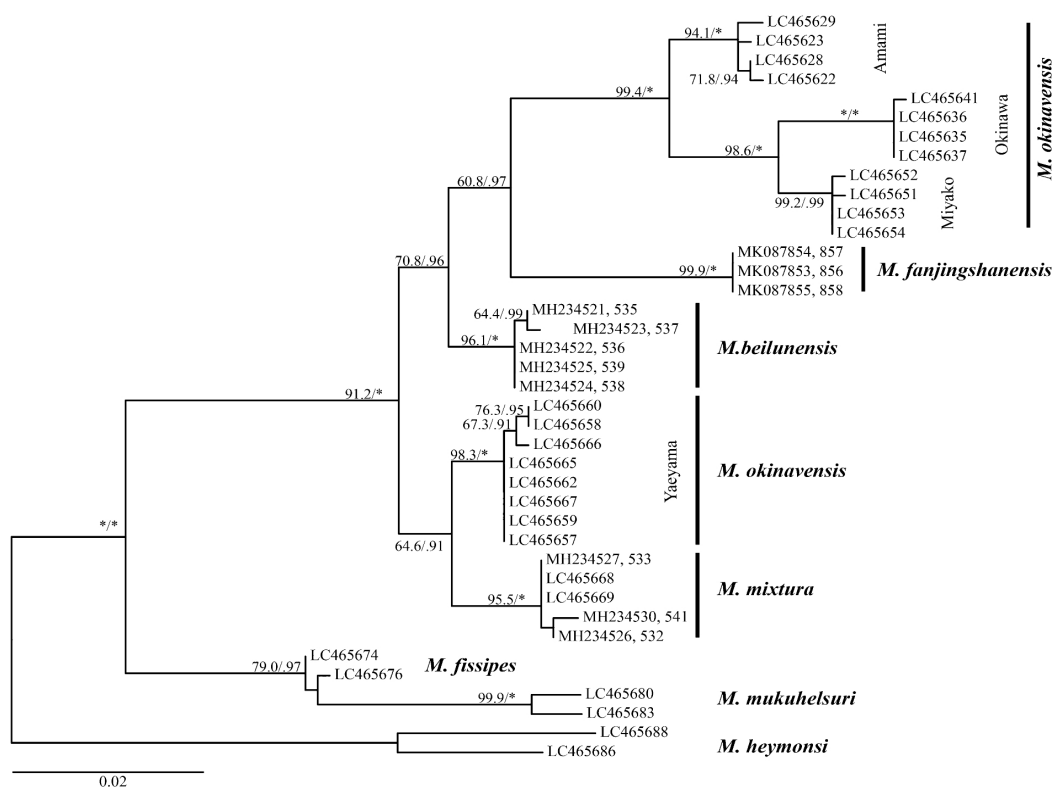 LC465629
94.1/*
LC465623
Amami
LC465628
71.8/.94
LC465622
99.4/*
LC465641
*/*
LC465636
LC465635
Okinawa
M. okinavensis
98.6/*
LC465637
LC465652
60.8/.97
LC465651
99.2/.99
Miyako
LC465653
LC465654
MK087854, 857
70.8/.96
99.9/*
MK087853, 856
M. fanjingshanensis
MK087855, 858
MH234521, 535
64.4/.99
MH234523, 537
96.1/*
MH234522, 536
M.beilunensis
MH234525, 539
MH234524, 538
91.2/*
76.3/.95
LC465660
67.3/.91
LC465658
LC465666
98.3/*
LC465665
Yaeyama
M. okinavensis
LC465662
LC465667
*/*
LC465659
LC465657
64.6/.91
MH234527, 533
LC465668
M. mixtura
95.5/*
LC465669
MH234530, 541
MH234526, 532
LC465674
79.0/.97
M. fissipes
LC465676
99.9/*
LC465680
M. mukuhelsuri
LC465683
LC465688
M. heymonsi
LC465686
0.02